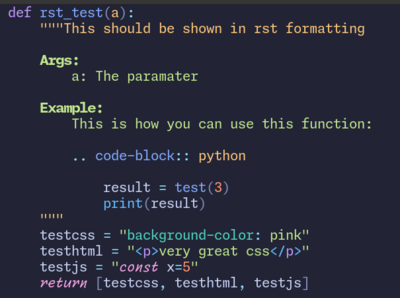 def rst_test(a):
    """This should be shown in rst formatting

    Args:
        a: The paramater

    Example:
        This is how you can use this function:

        .. code-block:: python

            result = test(3)
            print(result)
    """
    testcss = "background-color: pink"
    testhtml = "<p>very great css</p>"
    testjs = "const x=5"
    return [testcss, testhtml, testjs]